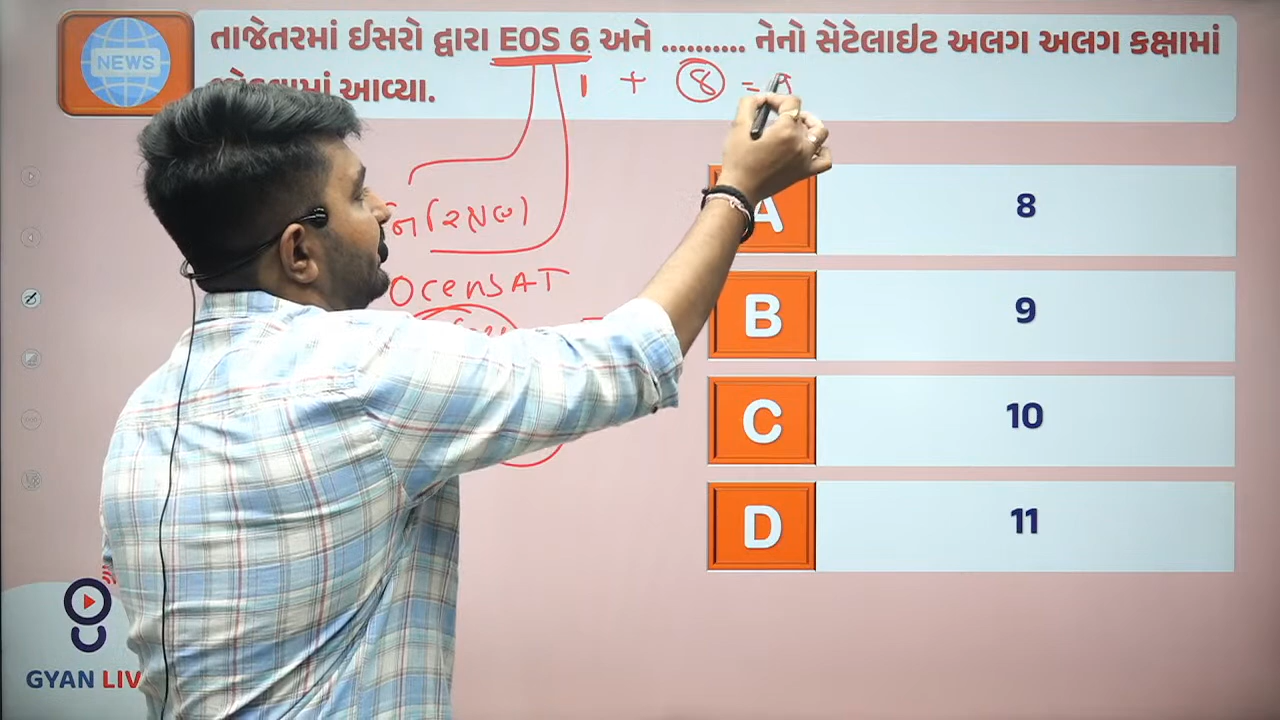 NEWS
તાજેતરમાં ઈસરો દ્વારા EOS 6 અને .......... નેનો સેટેલાઈટ અલગ અલગ કક્ષામાં
આવ્યા.
1 + 8 = 9
OcensAT
A 8
B 9
C 10
D 11
GYAN LIV